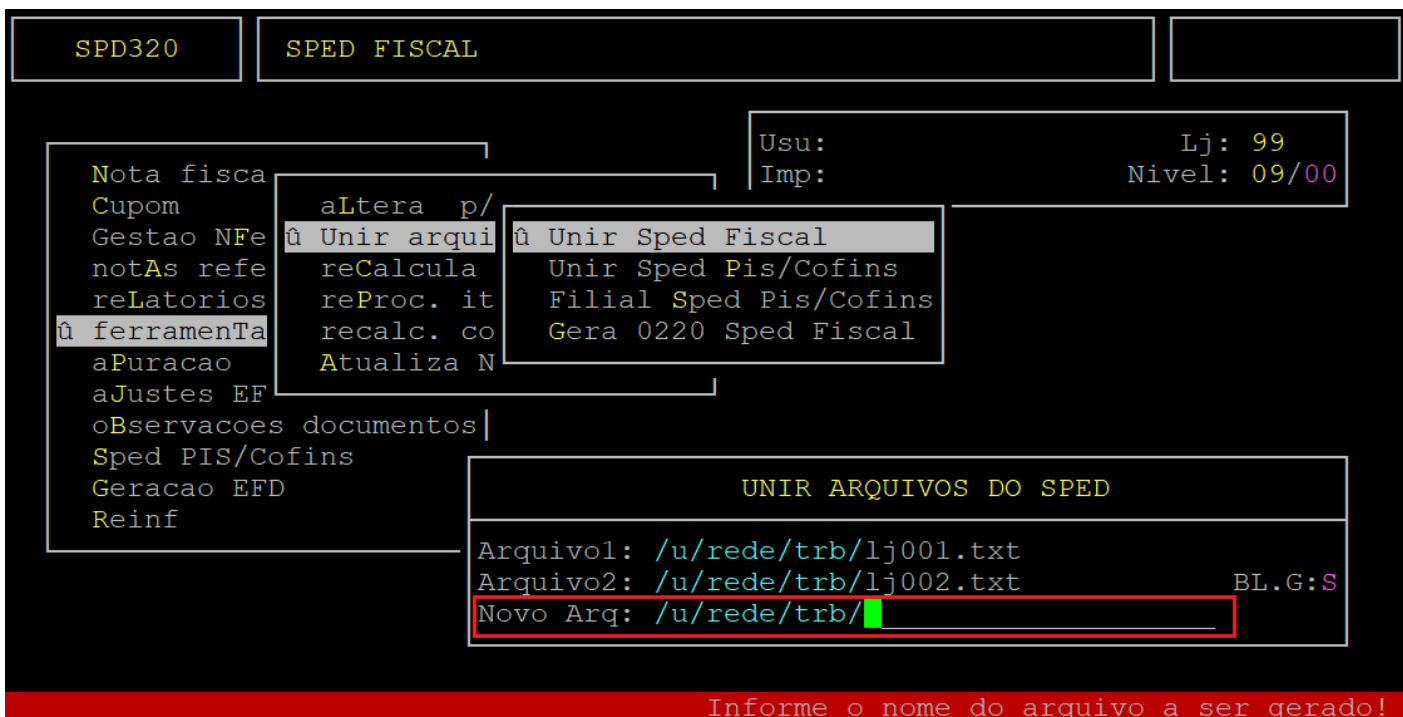 SPD320 SPED FISCAL
Usu: Lj: 99
Imp: Nivel: 09/00
Nota fisca
Cupom
Gestao NFe
notAs refe
reLatorios
û ferramenTa
aPuracao
aJustes EF
oBservacoes documentos
Sped PIS/Cofins
Geracao EFD
Reinf
aLtera p/
û Unir arqui
reCalcula
reProc. it
recalc. co
Atualiza N
û Unir Sped Fiscal
Unir Sped Pis/Cofins
Filial Sped Pis/Cofins
Gera 0220 Sped Fiscal
UNIR ARQUIVOS DO SPED
Arquivo1: /u/rede/trb/lj001.txt
Arquivo2: /u/rede/trb/lj002.txt BL.G:S
Novo Arq: /u/rede/trb/
Informe o nome do arquivo a ser gerado!